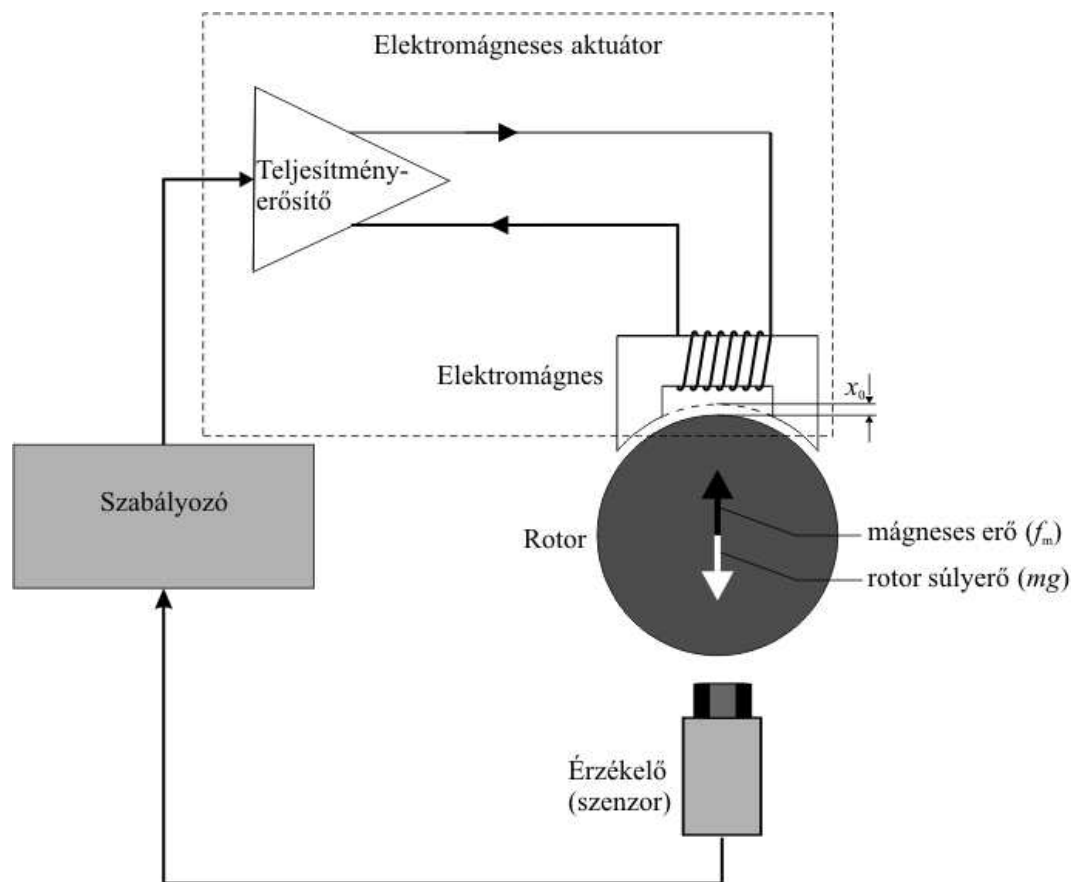 Elektromágneses aktuátor
Teljesítmény-
erősítő
Elektromágnes
x₀
Szabályozó
Rotor
mágneses erő (fₘ)
rotor súlyerő (mg)
Érzékelő
(szenzor)